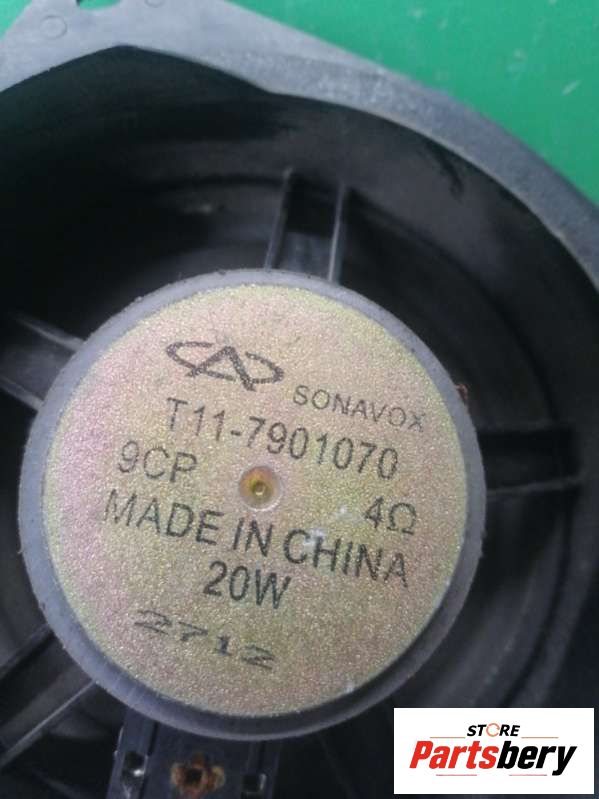 SONAVOX
T11-7901070
9CP 4Ω
MADE IN CHINA
20W
2712
STORE
Partsbery